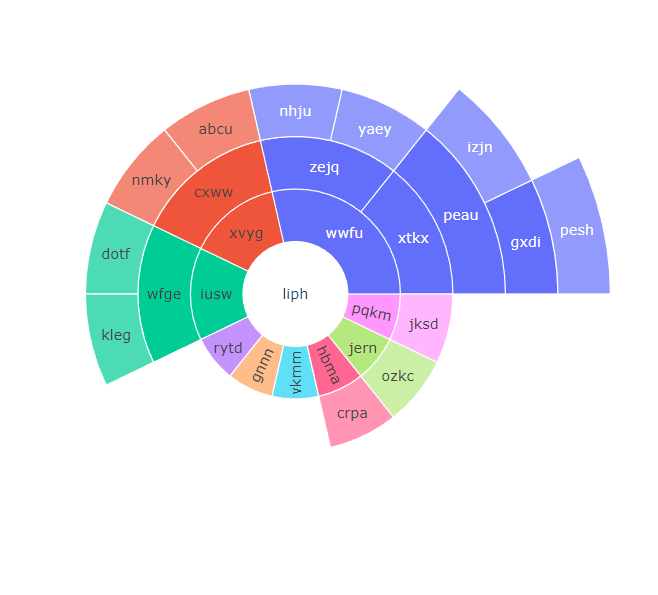 nhju
abcu
yaey
izjn
zejq
nmky
cxww
peau
pesh
xvyg
wwfu
xtkx
gxdi
dotf
wfge
iusw
liph
pqkm
jksd
kleg
rytd
gnnn
hbma
jern
ozkc
crpa